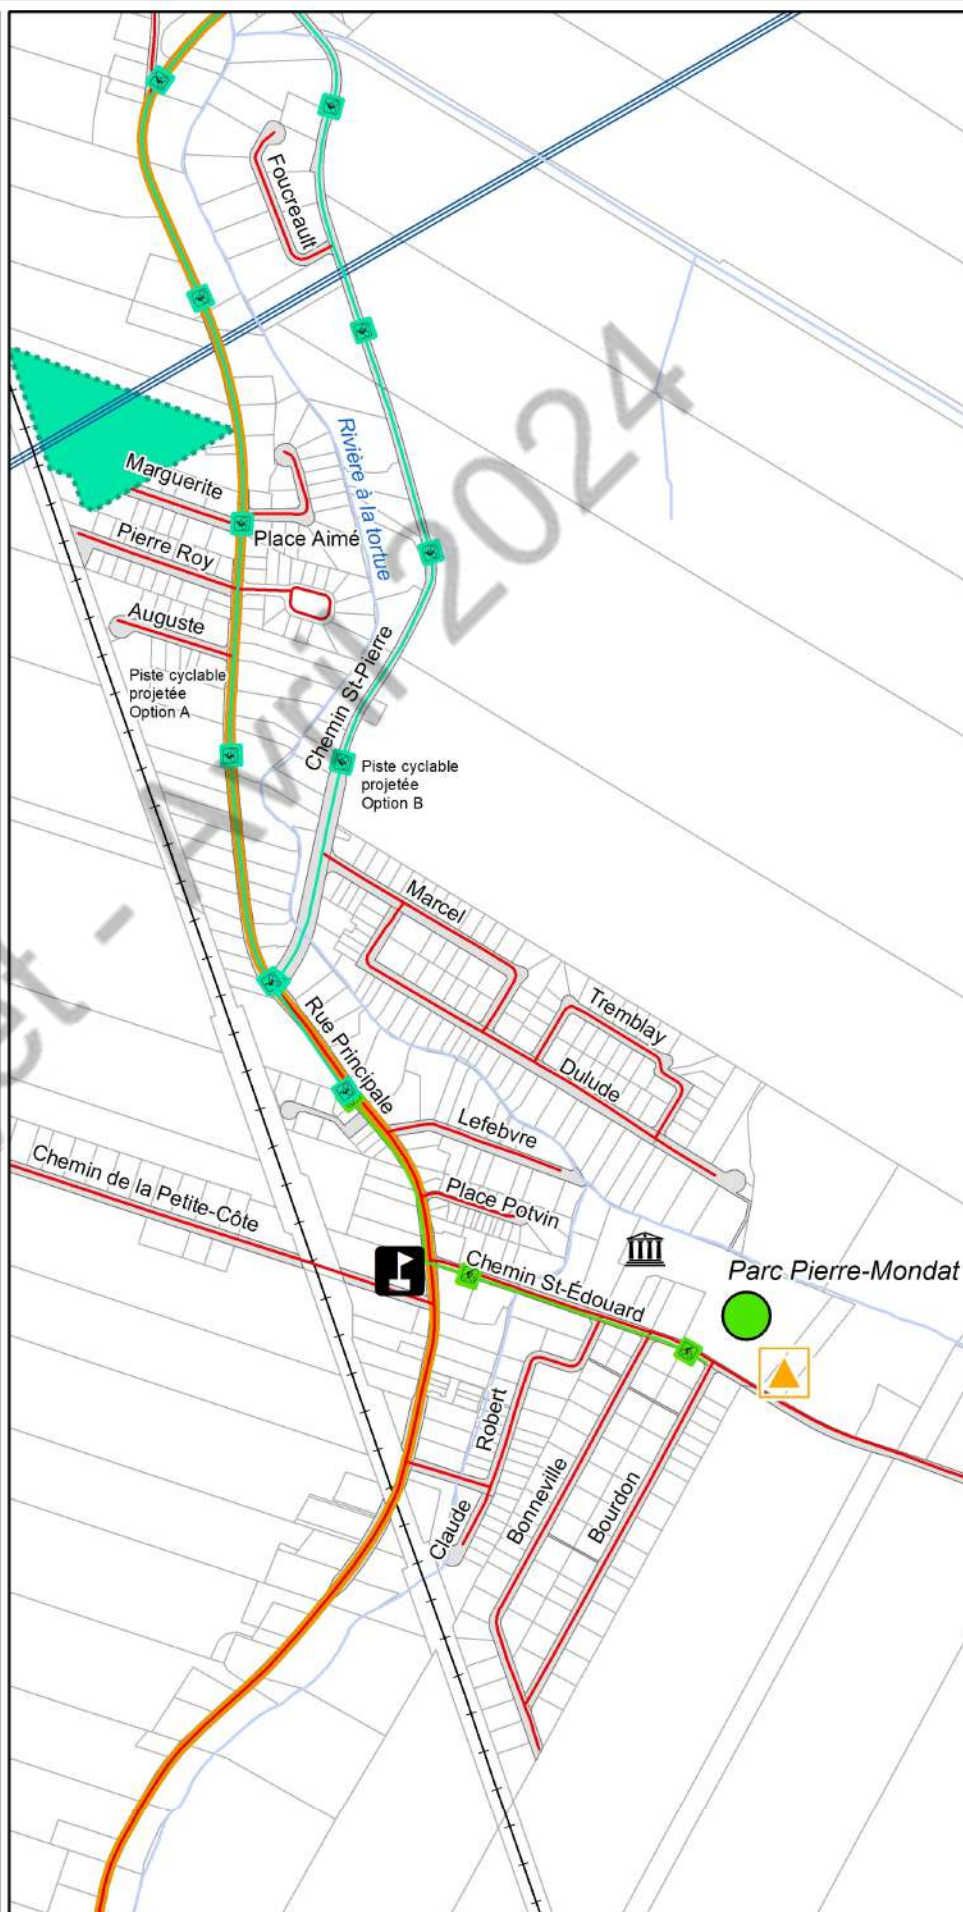 Foucreault
Rivière à la tortue
Marguerite
Place Aimé
Pierre Roy
Auguste
Piste cyclable
projetée
Option A
Chemin St-Pierre
Piste cyclable
projetée
Option B
Marcel
Tremblay
Dulude
Rue Principale
Lefebvre
Chemin de la Petite-Côte
Place Potvin
Chemin St-Édouard
Parc Pierre-Mondat
Robert
Bonneville
Bourdon
Claude
et - Avril 2024